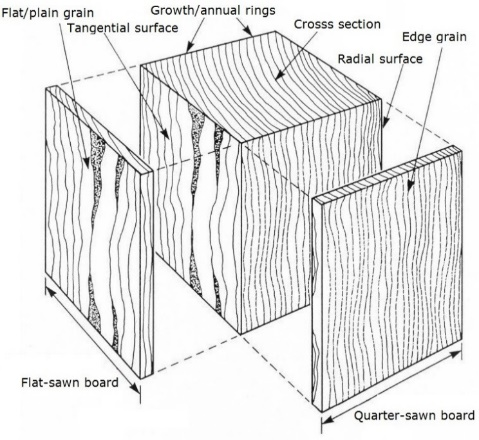 Growth/annual rings
Flat/plain grain
Tangential surface
Crosss section
Edge grain
Radial surface
Flat-sawn board
Quarter-sawn board